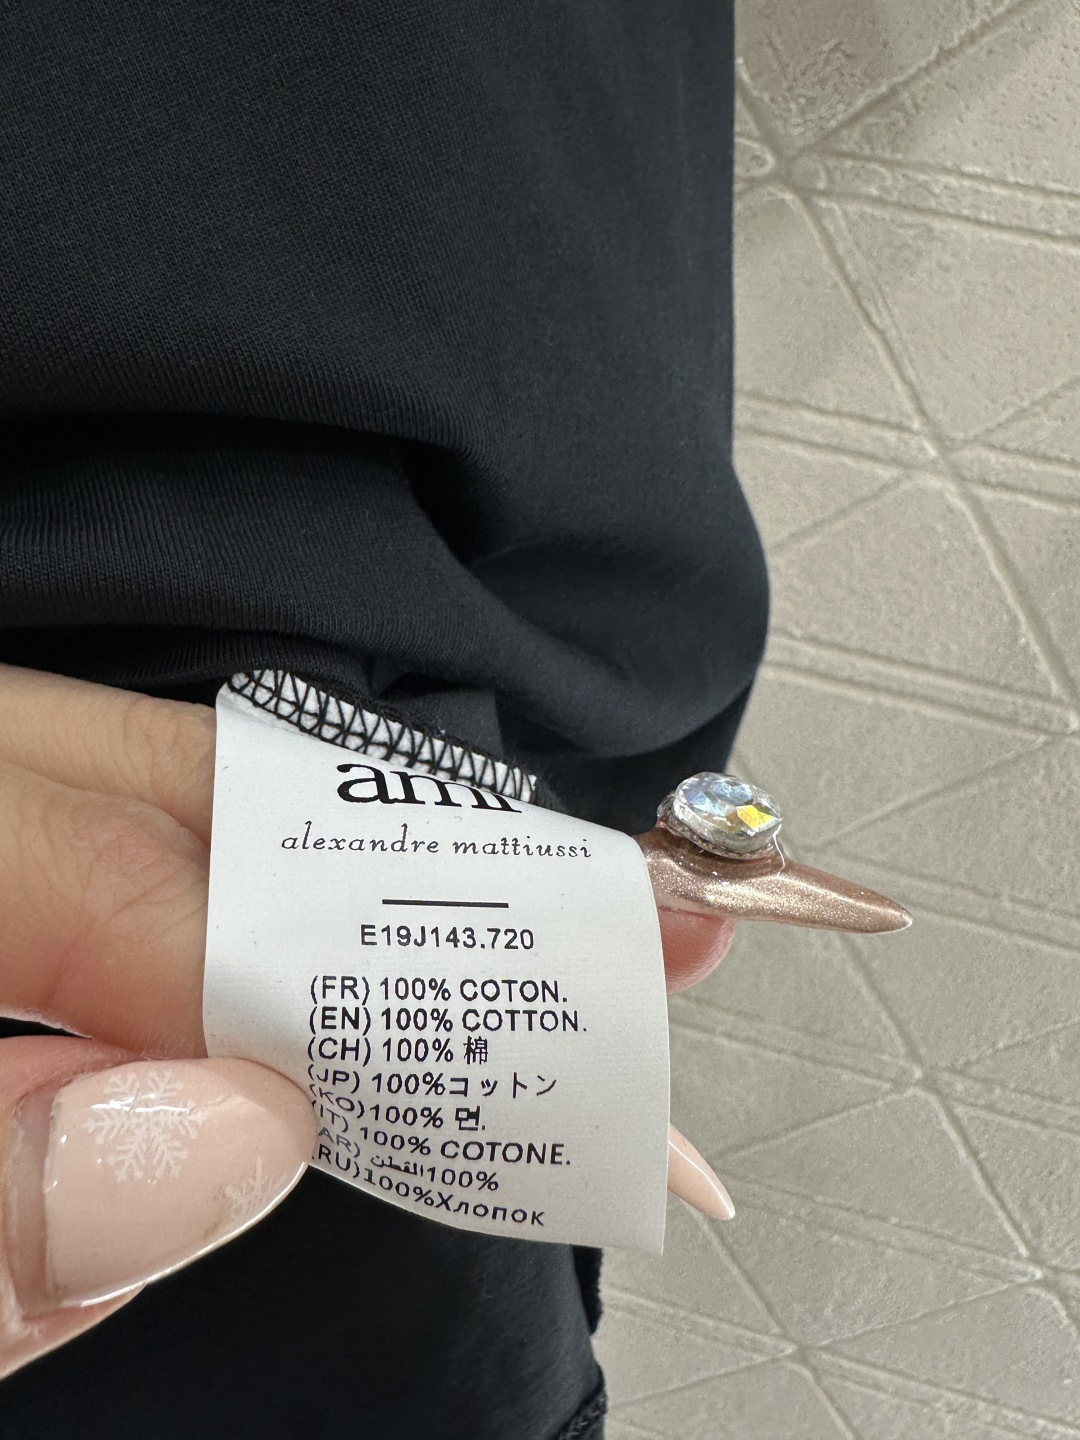 ami
alexandre mattiussi
E19J143.720
(FR) 100% COTON.
(EN) 100% COTTON.
(CH) 100% 棉
(JP) 100%コットン
(KO)100% 면.
(IT) 100% COTONE.
(AR) القطن100%
(RU)100%Хлопок